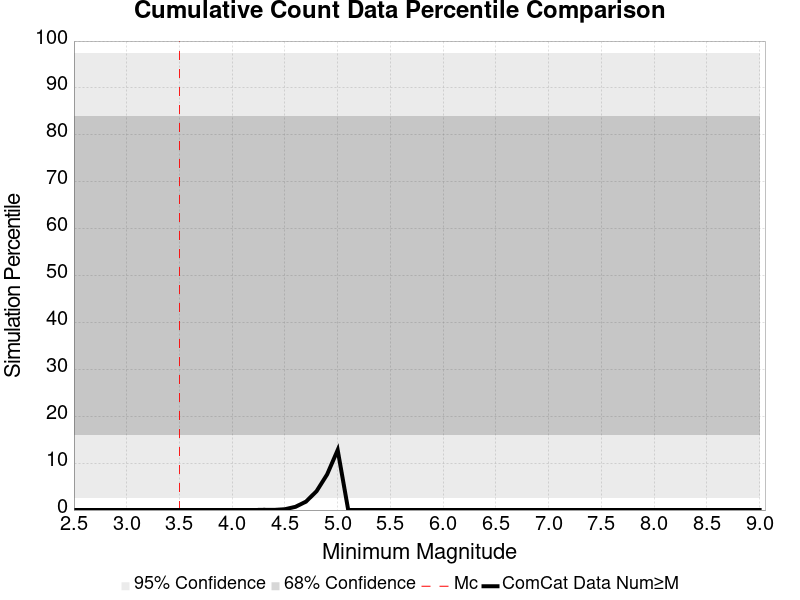 Cumulative Count Data Percentile Comparison
100
90
80
70
60
50
40
30
20
10
0
Simulation Percentile
2.5 3.0 3.5 4.0 4.5 5.0 5.5 6.0 6.5 7.0 7.5 8.0 8.5 9.0
Minimum Magnitude
95% Confidence 68% Confidence Mc ComCat Data Num≥M